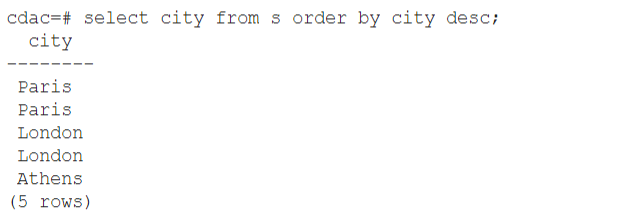 cdac=# select city from s order by city desc;
city
--------
Paris
Paris
London
London
Athens
(5 rows)